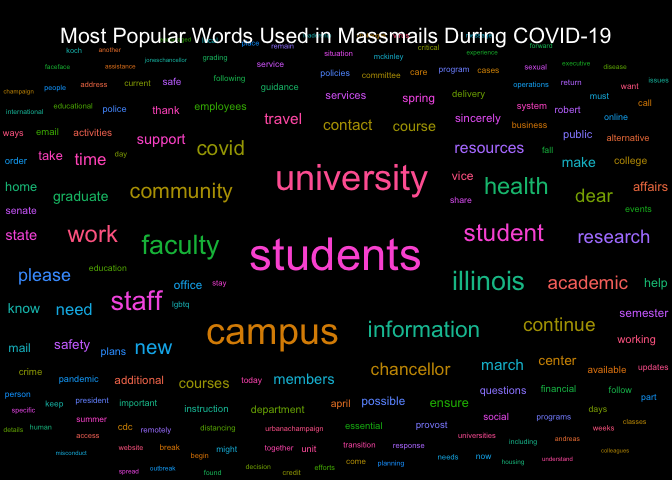 Most Popular Words Used in Massmails During COVID-19
koch another remain situation mckinley critical forward
faceface assistance joneschancellor grading service experience
people address current safe following policies committee care program cases sexual executive disease
champaign guidance operations return want issues
international educational police thank employees services spring delivery system robert must online call
ways email activities support covid travel contact course sincerely business public alternative
order take time day resources fall make college
home graduate community university vice share health dear events affairs
senate
state work faculty students student research
please education office stay illinois academic help
know need staff lgbtq campus information continue semester
mail safety plans new chancellor march center working
crime pandemic additional courses today members questions financial available updates
person keep president important instruction department april possible ensure follow part
specific summer cdc distancing essential provost social programs days
details human access remotely urbanachampaign universities including andreas weeks classes
misconduct website break begin might together unit transition response needs now housing understand colleagues
spread outbreak found decision credit efforts come planning